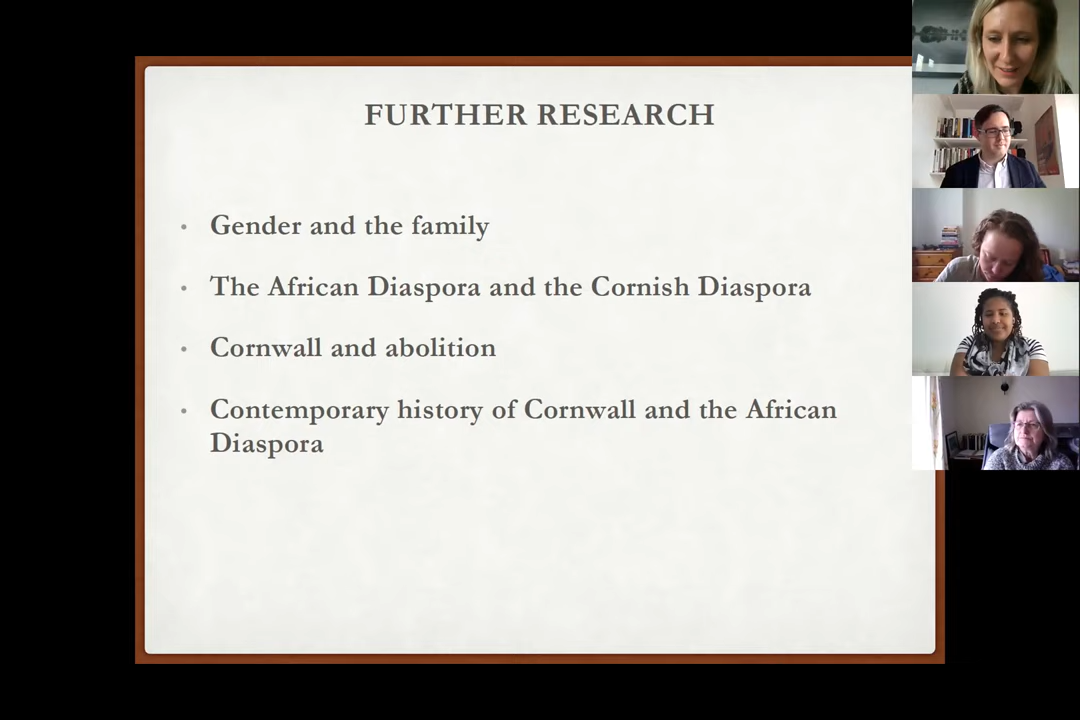 FURTHER RESEARCH
• Gender and the family
• The African Diaspora and the Cornish Diaspora
• Cornwall and abolition
• Contemporary history of Cornwall and the African
Diaspora